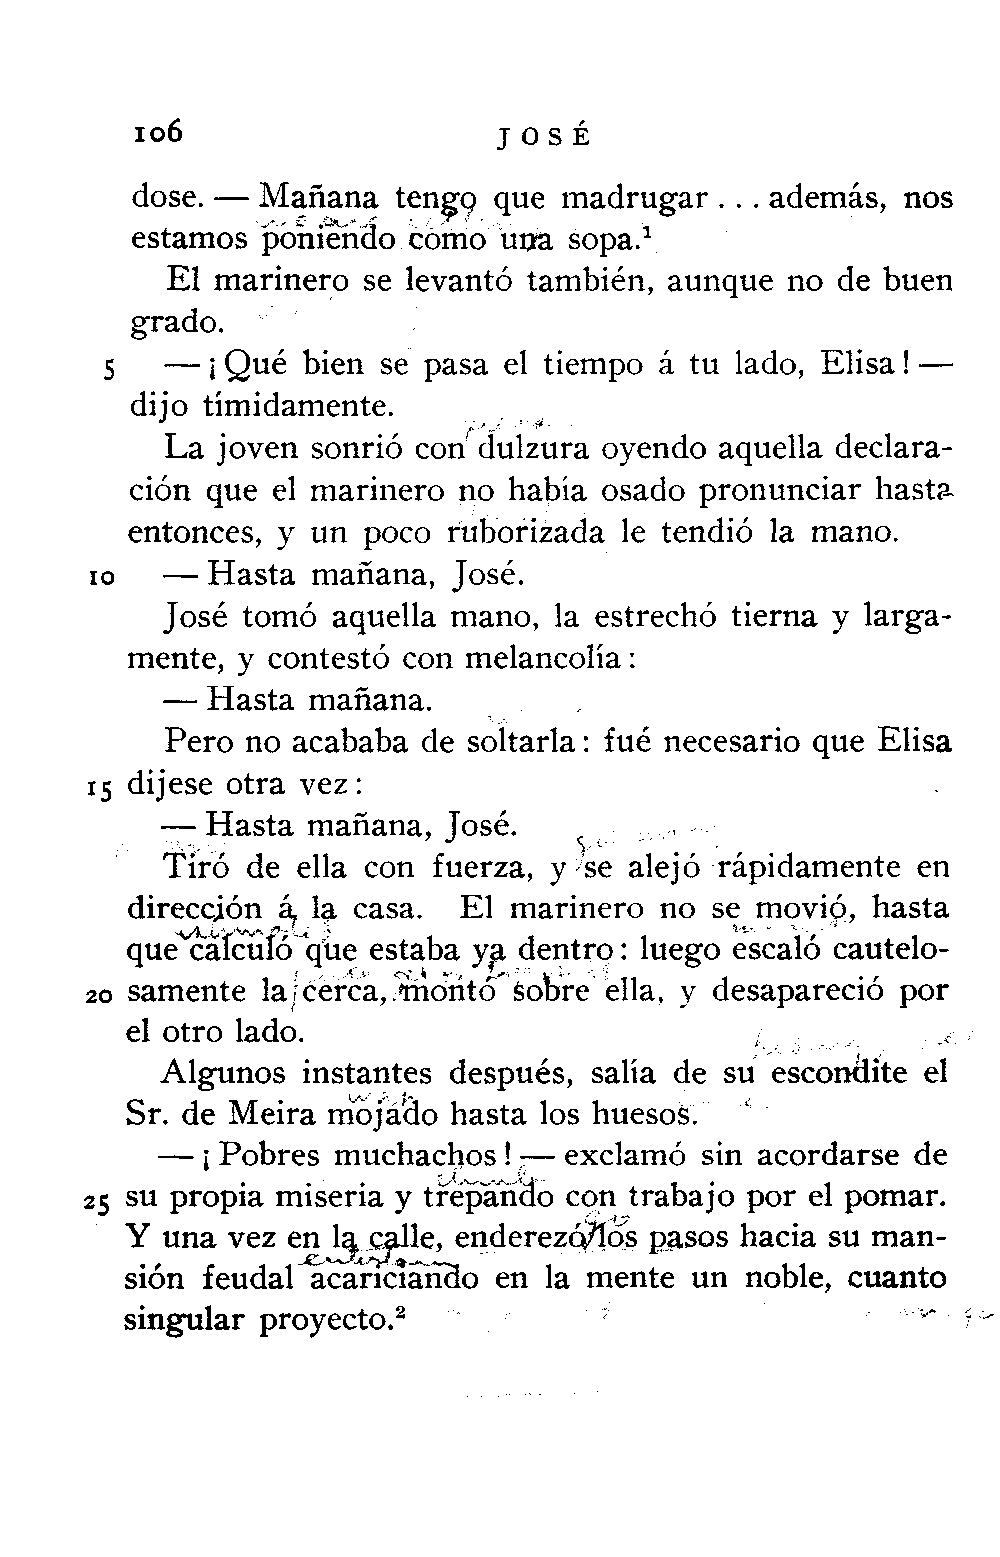 106 JOSÉ
dose. — Mañana tengo que madrugar . . . además, nos
estamos poniendo como una sopa.¹
El marinero se levantó también, aunque no de buen
grado.
5 — ¡ Qué bien se pasa el tiempo á tu lado, Elisa ! —
dijo tímidamente.
La joven sonrió con dulzura oyendo aquella declara-
ción que el marinero no había osado pronunciar hasta
entonces, y un poco ruborizada le tendió la mano.
10 — Hasta mañana, José.
José tomó aquella mano, la estrechó tierna y larga-
mente, y contestó con melancolía :
— Hasta mañana.
Pero no acababa de soltarla : fué necesario que Elisa
15 dijese otra vez :
— Hasta mañana, José.
Tiró de ella con fuerza, y se alejó rápidamente en
dirección á la casa. El marinero no se movió, hasta
que calculó que estaba ya dentro : luego escaló cautelo-
20 samente la cerca, montó sobre ella, y desapareció por
el otro lado.
Algunos instantes después, salía de su escondite el
Sr. de Meira mojado hasta los huesos.
— ¡ Pobres muchachos ! — exclamó sin acordarse de
25 su propia miseria y trepando con trabajo por el pomar.
Y una vez en la calle, enderezó los pasos hacia su man-
sión feudal acariciando en la mente un noble, cuanto
singular proyecto.²